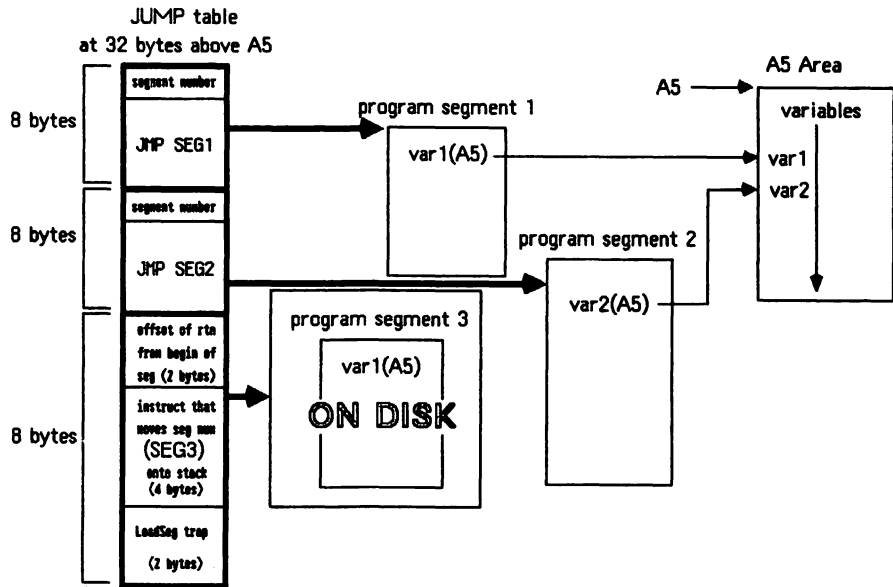 JUMP table
at 32 bytes above A5
8 bytes
segment number
JMP SEG1
8 bytes
segment number
JMP SEG2
8 bytes
offset of rtn
from begin of
seg (2 bytes)
instruct that
moves seg num
(SEG3)
onto stack
(4 bytes)
LoadSeg trap
(2 bytes)
program segment 1
var1(A5)
program segment 2
var2(A5)
program segment 3
var1(A5)
ON DISK
A5 Area
A5
variables
var1
var2